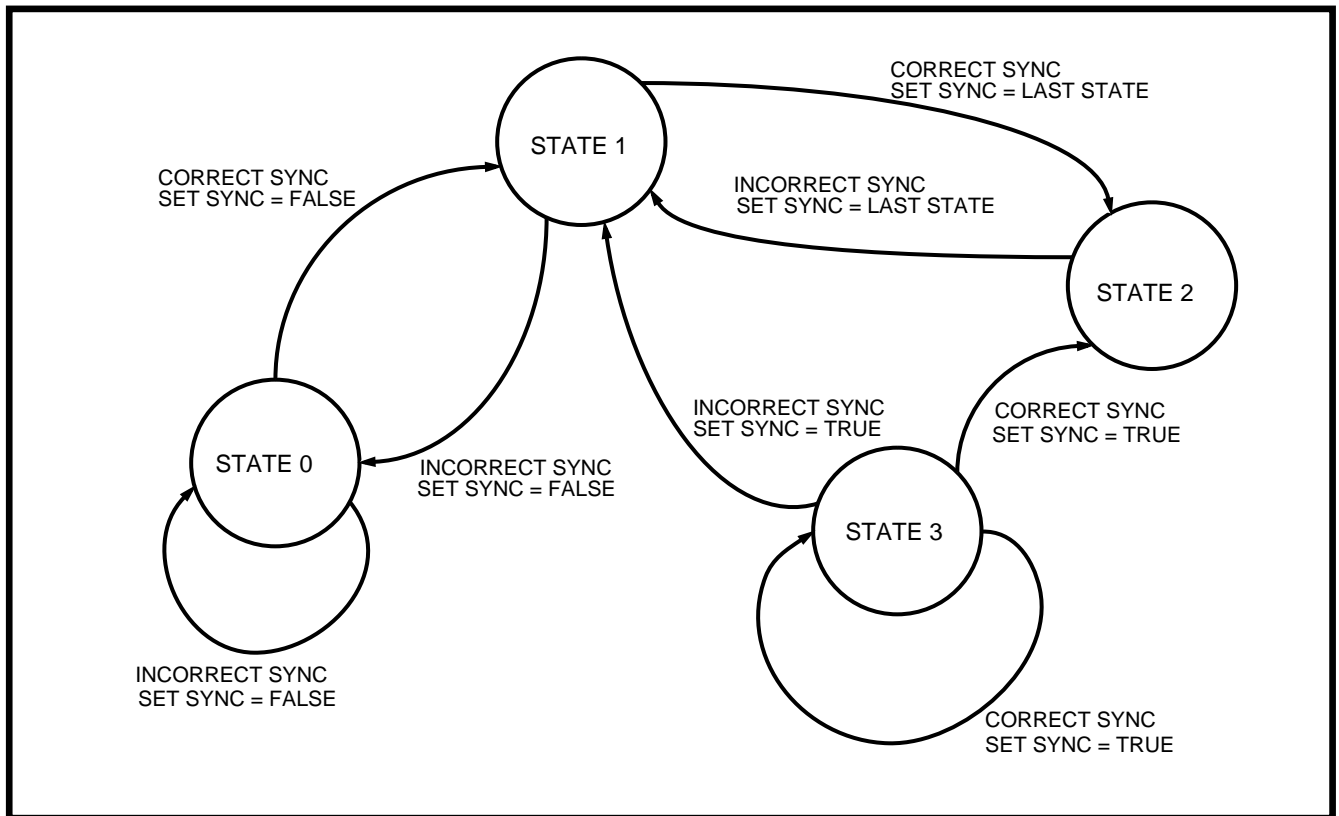 CORRECT SYNC
SET SYNC = LAST STATE
STATE 1
CORRECT SYNC
SET SYNC = FALSE
INCORRECT SYNC
SET SYNC = LAST STATE
STATE 2
INCORRECT SYNC
SET SYNC = TRUE
CORRECT SYNC
SET SYNC = TRUE
STATE 0
INCORRECT SYNC
SET SYNC = FALSE
STATE 3
INCORRECT SYNC
SET SYNC = FALSE
CORRECT SYNC
SET SYNC = TRUE